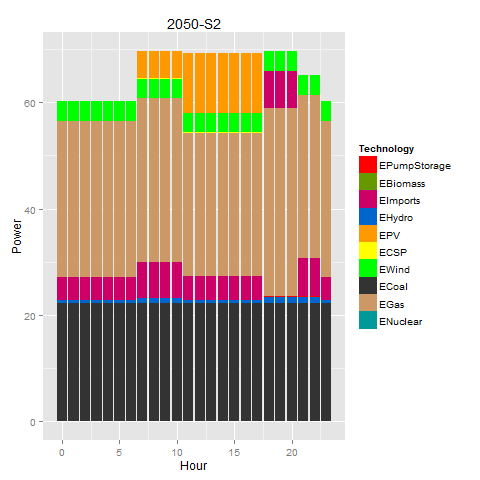 2050-S2
Power
60
40
20
0
0
5
10
15
20
Hour
Technology
EPumpStorage
EBiomass
EImports
EHydro
EPV
ECSP
EWind
ECoal
EGas
ENuclear